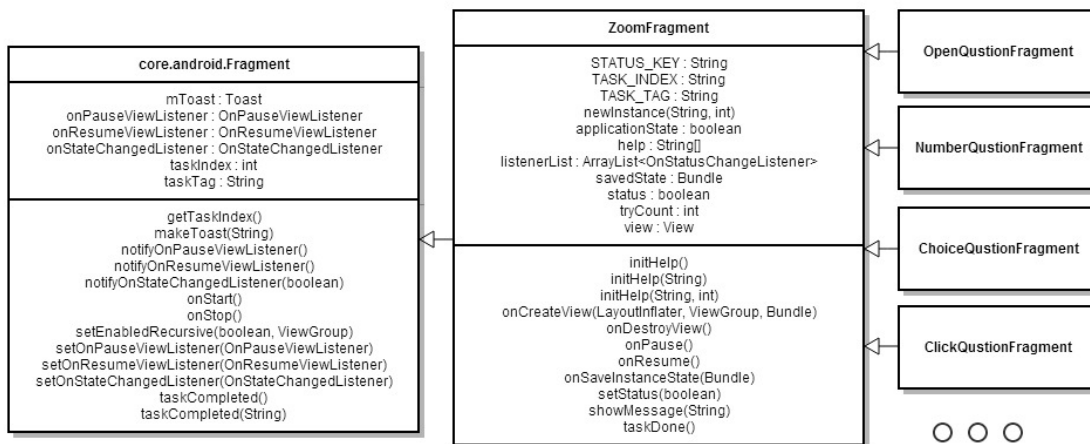 core.android.Fragment
mToast : Toast
onPauseViewListener : OnPauseViewListener
onResumeViewListener : OnResumeViewListener
onStateChangedListener : OnStateChangedListener
taskIndex : int
taskTag : String
getTaskIndex()
makeToast(String)
notifyOnPauseViewListener()
notifyOnResumeViewListener()
notifyOnStateChangedListener(boolean)
onStart()
onStop()
setEnabledRecursive(boolean, ViewGroup)
setOnPauseViewListener(OnPauseViewListener)
setOnResumeViewListener(OnResumeViewListener)
setOnStateChangedListener(OnStateChangedListener)
taskCompleted()
taskCompleted(String)
ZoomFragment
STATUS_KEY : String
TASK_INDEX : String
TASK_TAG : String
newInstance(String, int)
applicationState : boolean
help : String[]
listenerList : ArrayList<OnStatusChangeListener>
savedState : Bundle
status : boolean
tryCount : int
view : View
initHelp()
initHelp(String)
initHelp(String, int)
onCreateView(LayoutInflater, ViewGroup, Bundle)
onDestroyView()
onPause()
onResume()
onSaveInstanceState(Bundle)
setStatus(boolean)
showMessage(String)
taskDone()
OpenQustionFragment
NumberQustionFragment
ChoiceQustionFragment
ClickQustionFragment